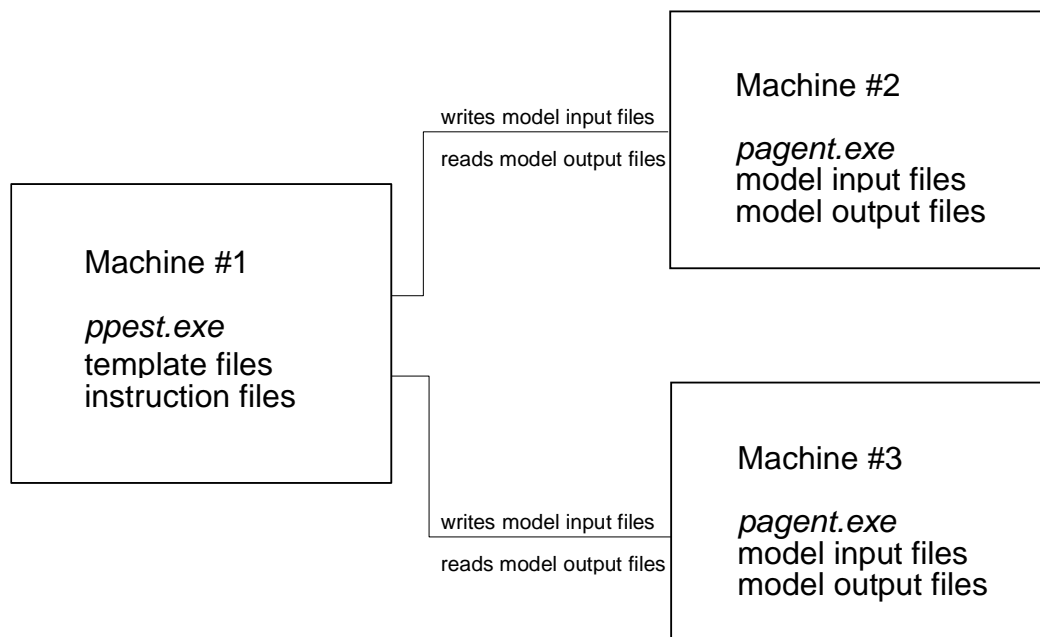 Machine #1
ppest.exe
template files
instruction files
writes model input files
reads model output files
Machine #2
pagent.exe
model input files
model output files
writes model input files
reads model output files
Machine #3
pagent.exe
model input files
model output files